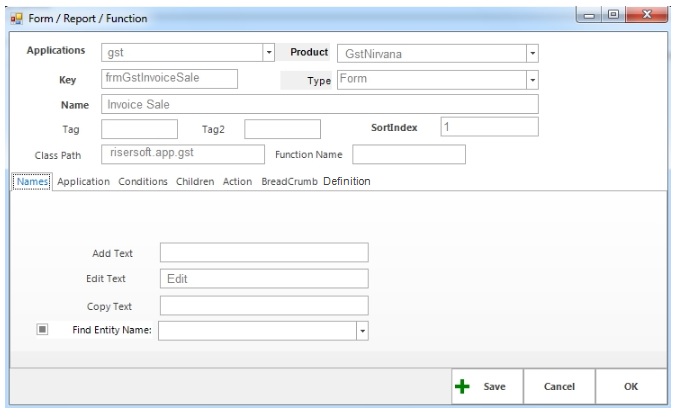 Form / Report / Function
Applications gst Product GstNirvana
Key frmGstInvoiceSale Type Form
Name Invoice Sale
Tag Tag2 SortIndex 1
Class Path risersoft.app.gst Function Name
Names Application Conditions Children Action BreadCrumb Definition
Add Text
Edit Text Edit
Copy Text
Find Entity Name:
Save Cancel OK